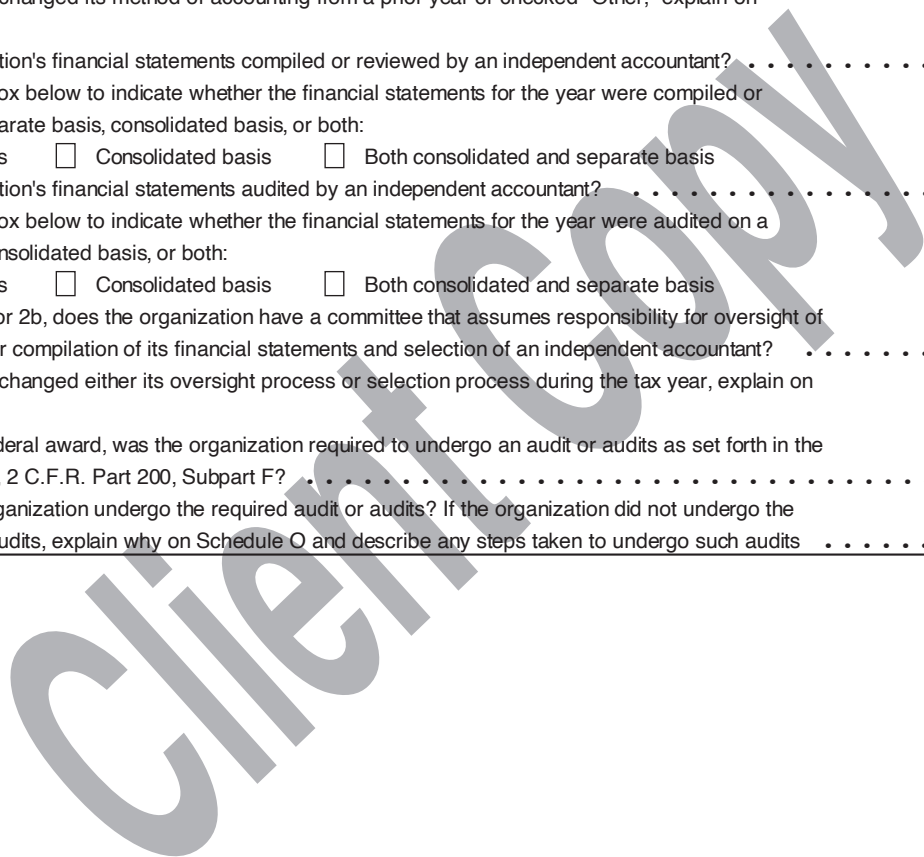 changed its method of accounting from a prior year or checked "Other," explain on
tion's financial statements compiled or reviewed by an independent accountant? . . . . . . . . . .
ox below to indicate whether the financial statements for the year were compiled or
arate basis, consolidated basis, or both:
s ☐ Consolidated basis ☐ Both consolidated and separate basis
tion's financial statements audited by an independent accountant? . . . . . . . . . . . . . . . .
ox below to indicate whether the financial statements for the year were audited on a
nsolidated basis, or both:
s ☐ Consolidated basis ☐ Both consolidated and separate basis
or 2b, does the organization have a committee that assumes responsibility for oversight of
r compilation of its financial statements and selection of an independent accountant? . . . . . . .
changed either its oversight process or selection process during the tax year, explain on
deral award, was the organization required to undergo an audit or audits as set forth in the
, 2 C.F.R. Part 200, Subpart F? . . . . . . . . . . . . . . . . . . . . . . . . . . . . . . . . .
ganization undergo the required audit or audits? If the organization did not undergo the
udits, explain why on Schedule O and describe any steps taken to undergo such audits . . . . . .
Client Copy